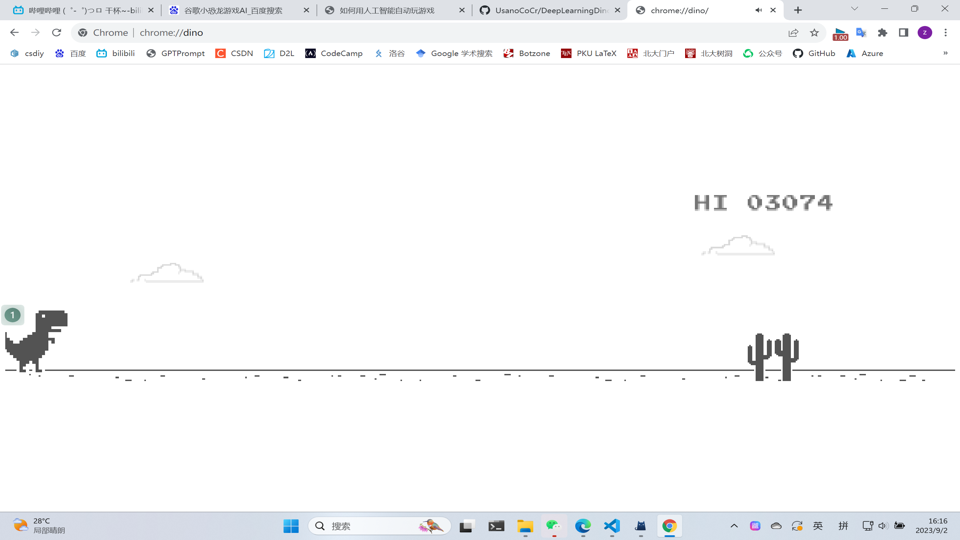 哔哩哔哩 (゜-゜)つロ 干杯~-bili
谷歌小恐龙游戏AI_百度搜索
如何用人工智能自动玩游戏
UsanoCoCr/DeepLearningDin
chrome://dino/
Chrome | chrome://dino
1.00
z
csdiy
百度
bilibili
GPTPrompt
CSDN
D2L
CodeCamp
洛谷
Google 学术搜索
Botzone
PKU LaTeX
北大门户
北大树洞
公众号
GitHub
Azure
»
HI 03074
1
28°C
局部晴朗
搜索
英
拼
16:16
2023/9/2